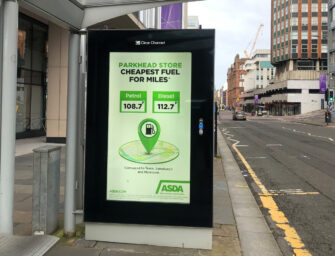 Clear Channel
PARKHEAD STORE
CHEAPEST FUEL
FOR MILES*
Petrol
Diesel
108.7
112.7
ASDA